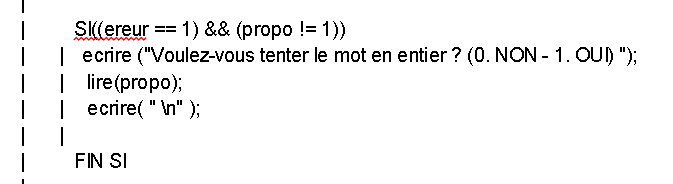 SI((ereur == 1) && (propo != 1))
ecrire ("Voulez-vous tenter le mot en entier ? (0. NON - 1. OUI) ");
lire(propo);
ecrire( " \n" );
FIN SI